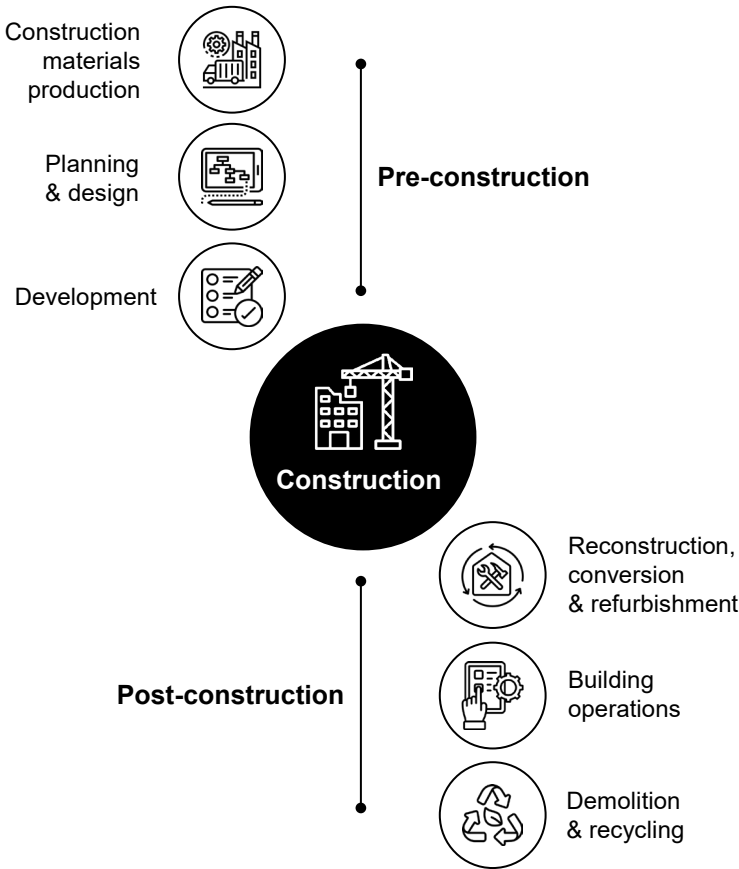 Construction
materials
production
Planning
& design
Pre-construction
Development
Construction
Reconstruction,
conversion
& refurbishment
Post-construction
Building
operations
Demolition
& recycling